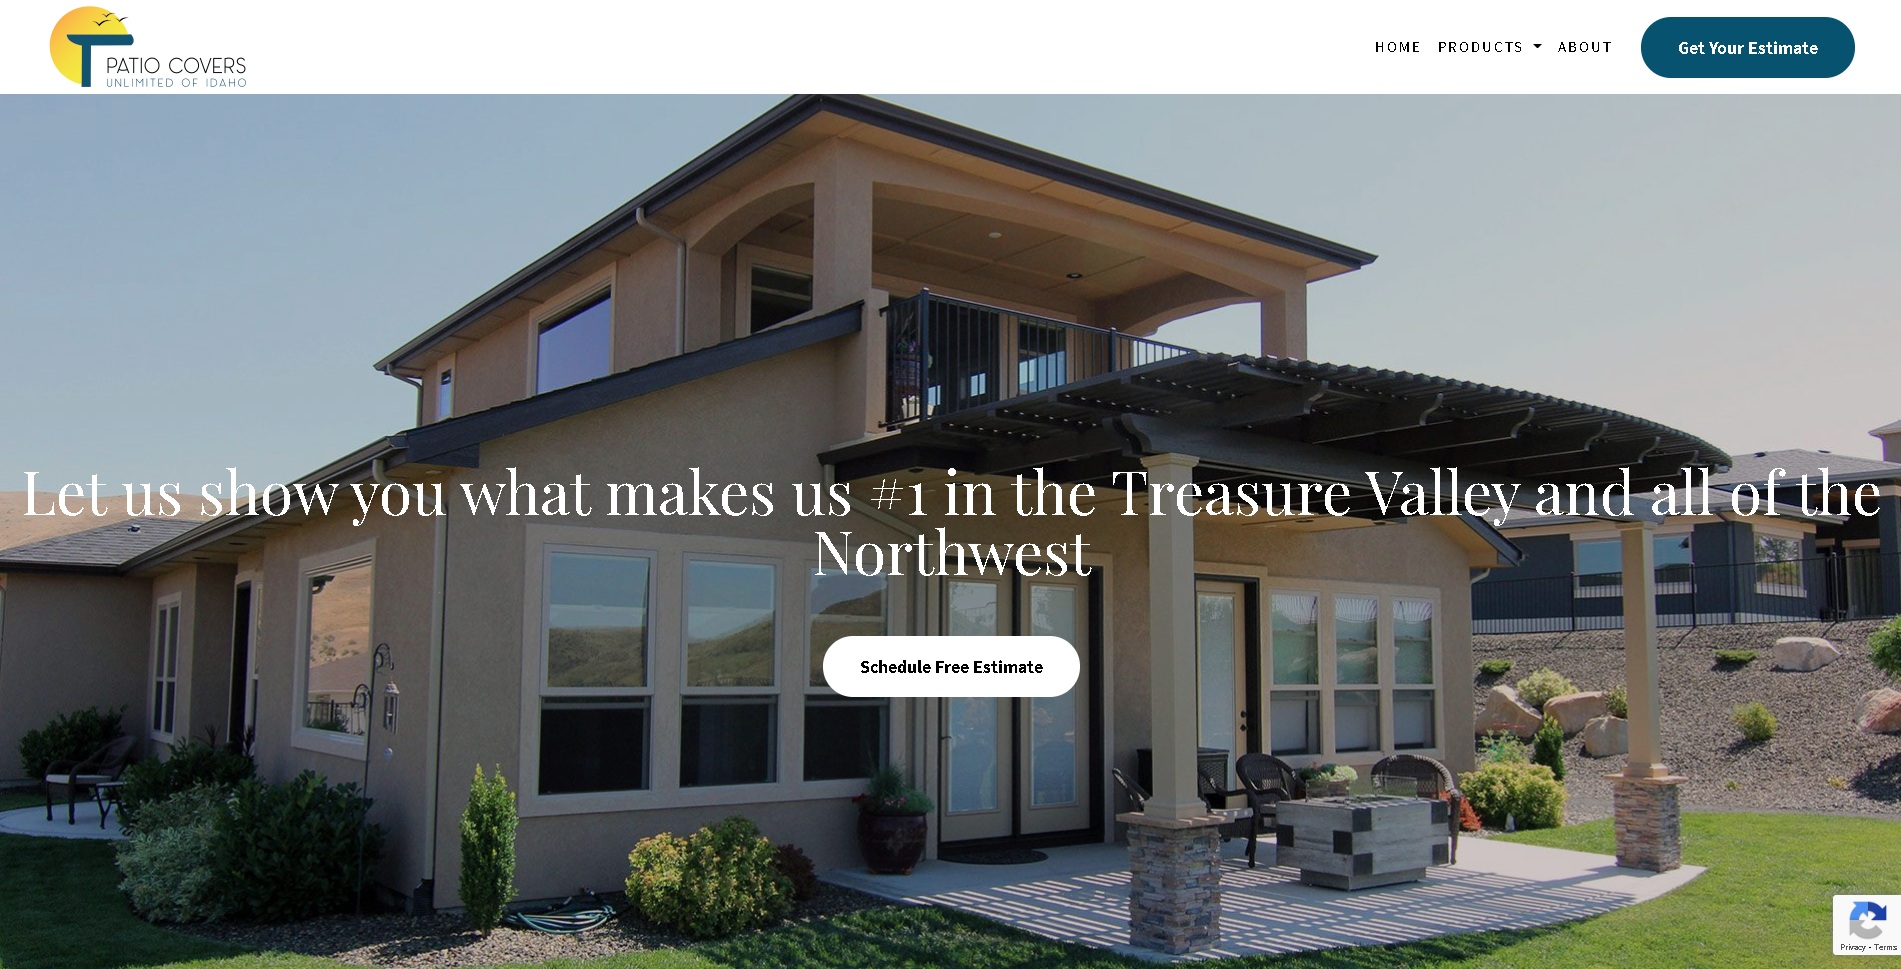 PATIO COVERS
UNLIMITED OF IDAHO
HOME PRODUCTS ABOUT Get Your Estimate
Let us show you what makes us #1 in the Treasure Valley and all of the
Northwest
Schedule Free Estimate
Privacy - Terms